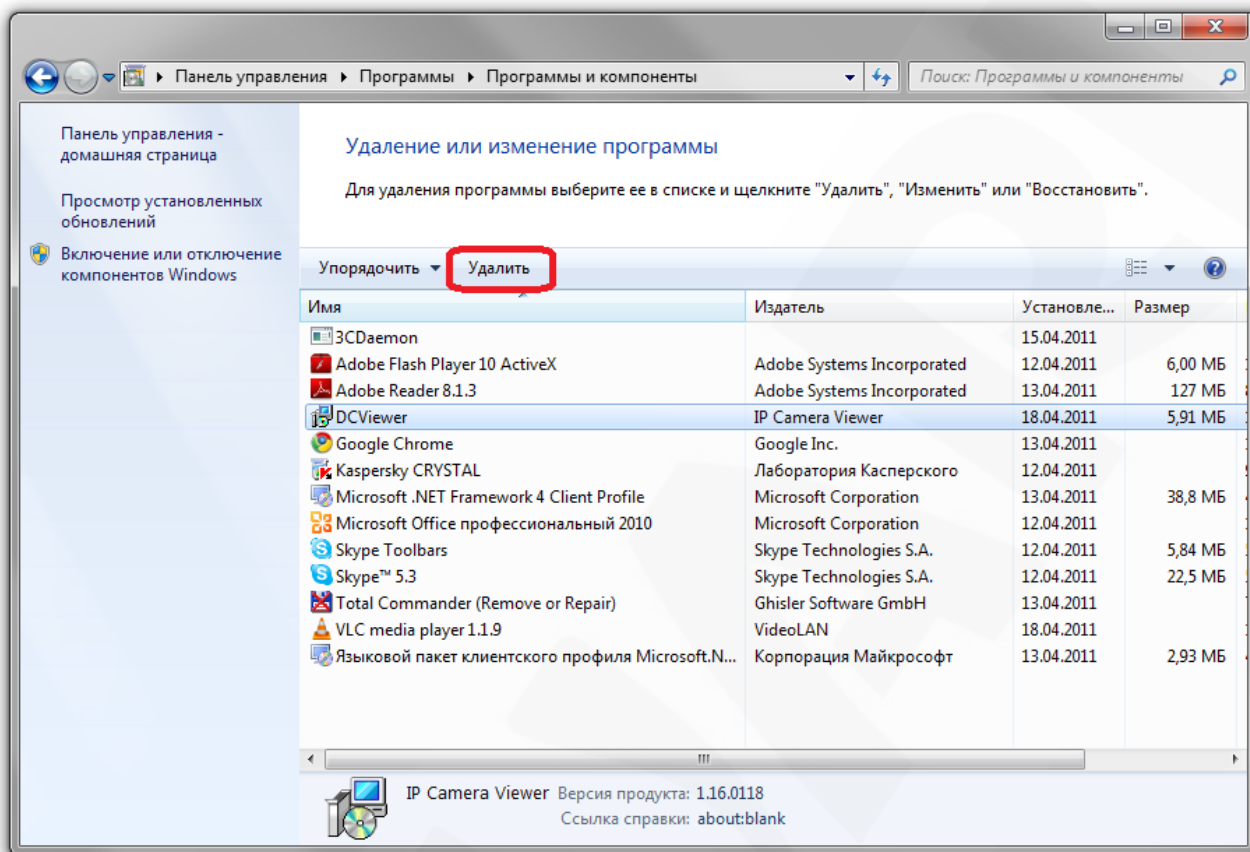 Панель управления ▸ Программы ▸ Программы и компоненты
Поиск: Программы и компоненты
Панель управления -
домашняя страница
Просмотр установленных
обновлений
Включение или отключение
компонентов Windows
Удаление или изменение программы
Для удаления программы выберите ее в списке и щелкните "Удалить", "Изменить" или "Восстановить".
Упорядочить Удалить
Имя Издатель Установле... Размер
3CDaemon 15.04.2011
Adobe Flash Player 10 ActiveX Adobe Systems Incorporated 12.04.2011 6,00 МБ
Adobe Reader 8.1.3 Adobe Systems Incorporated 13.04.2011 127 МБ
DCViewer IP Camera Viewer 18.04.2011 5,91 МБ
Google Chrome Google Inc. 13.04.2011
Kaspersky CRYSTAL Лаборатория Касперского 12.04.2011
Microsoft .NET Framework 4 Client Profile Microsoft Corporation 13.04.2011 38,8 МБ
Microsoft Office профессиональный 2010 Microsoft Corporation 12.04.2011
Skype Toolbars Skype Technologies S.A. 12.04.2011 5,84 МБ
Skype™ 5.3 Skype Technologies S.A. 12.04.2011 22,5 МБ
Total Commander (Remove or Repair) Ghisler Software GmbH 13.04.2011
VLC media player 1.1.9 VideoLAN 18.04.2011
Языковой пакет клиентского профиля Microsoft.N... Корпорация Майкрософт 13.04.2011 2,93 МБ
IP Camera Viewer Версия продукта: 1.16.0118
Ссылка справки: about:blank